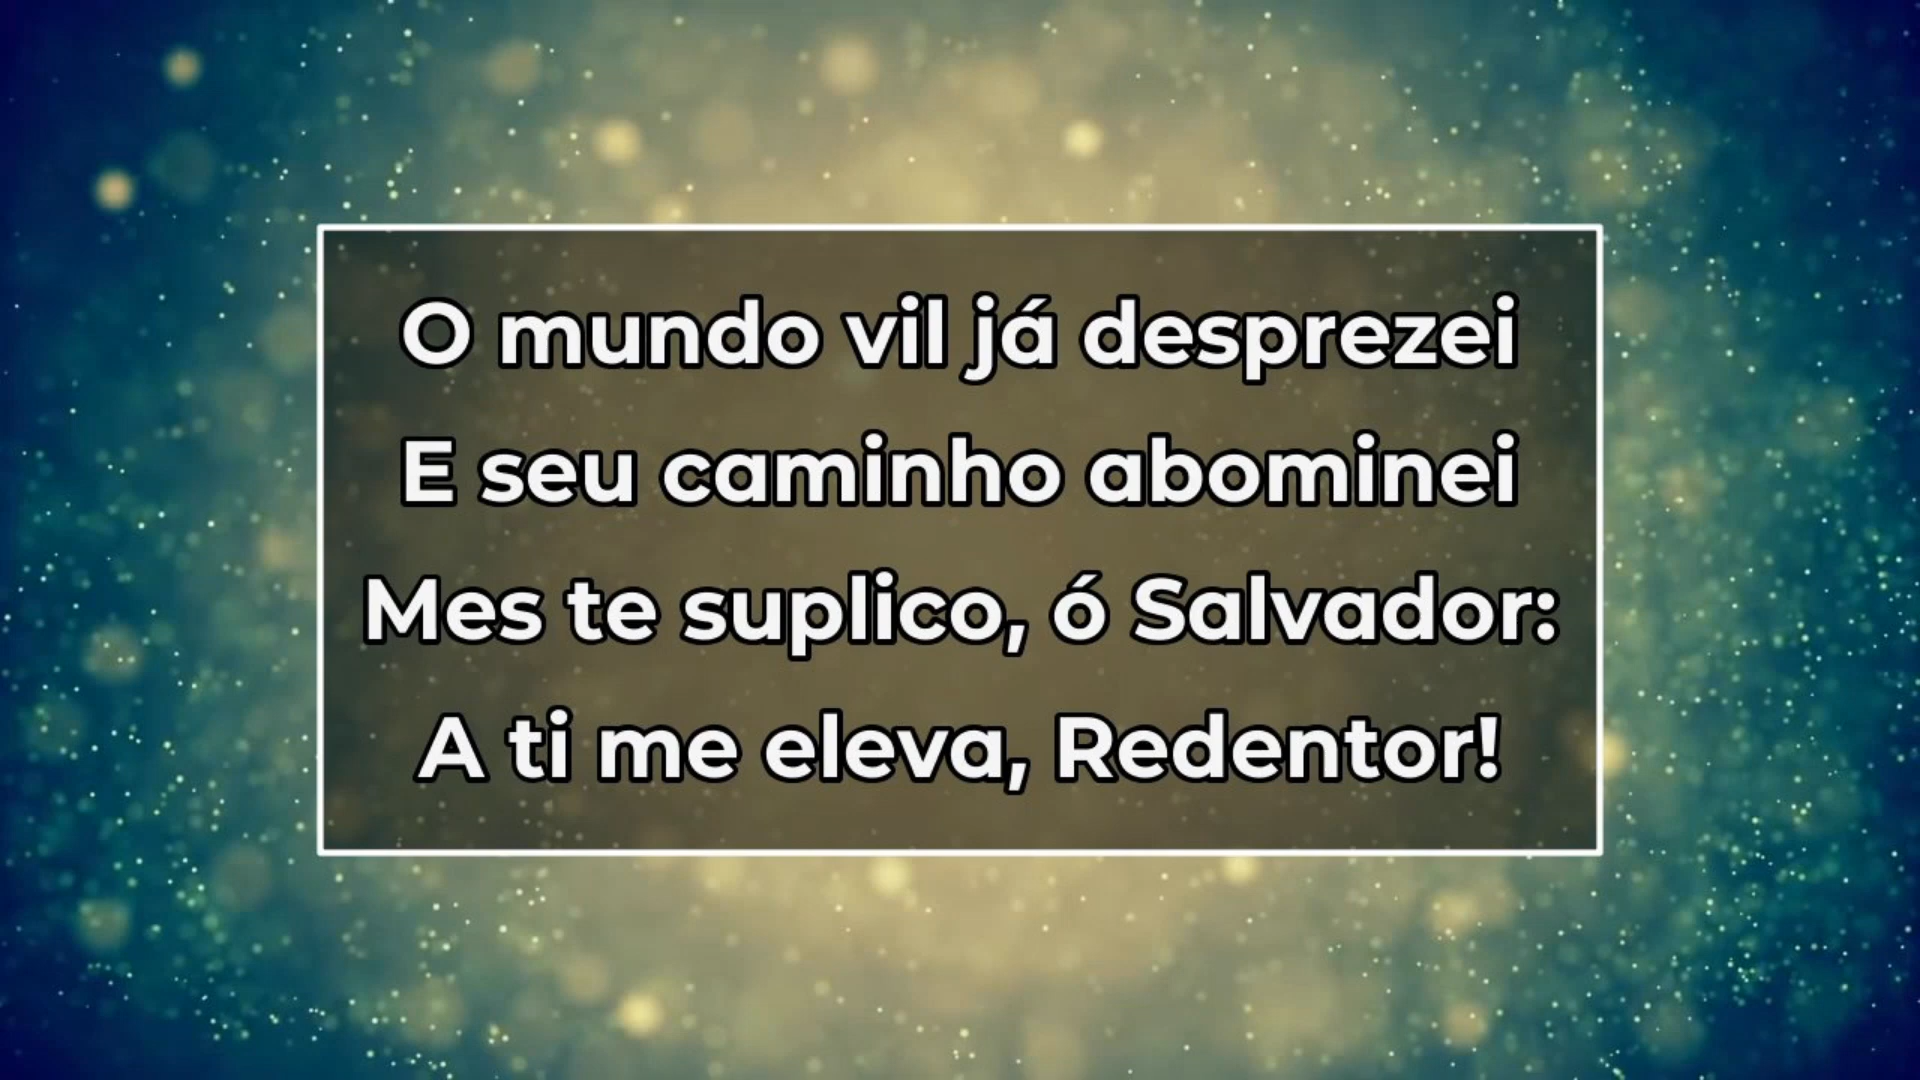 O mundo vil já desprezei
E seu caminho abominei
Mes te suplico, ó Salvador:
A ti me eleva, Redentor!